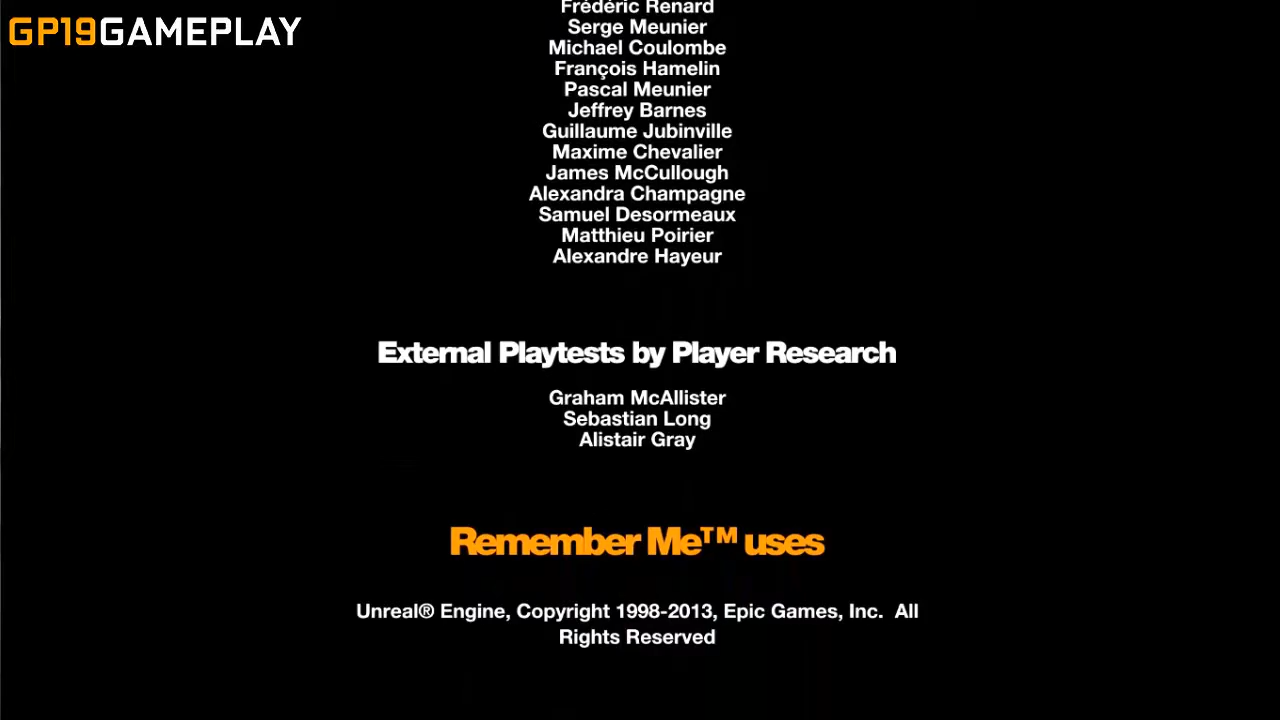 GP19GAMEPLAY
Frédéric Renard
Serge Meunier
Michael Coulombe
François Hamelin
Pascal Meunier
Jeffrey Barnes
Guillaume Jubinville
Maxime Chevalier
James McCullough
Alexandra Champagne
Samuel Desormeaux
Matthieu Poirier
Alexandre Hayeur
External Playtests by Player Research
Graham McAllister
Sebastian Long
Alistair Gray
Remember Me™ uses
Unreal® Engine, Copyright 1998-2013, Epic Games, Inc. All
Rights Reserved